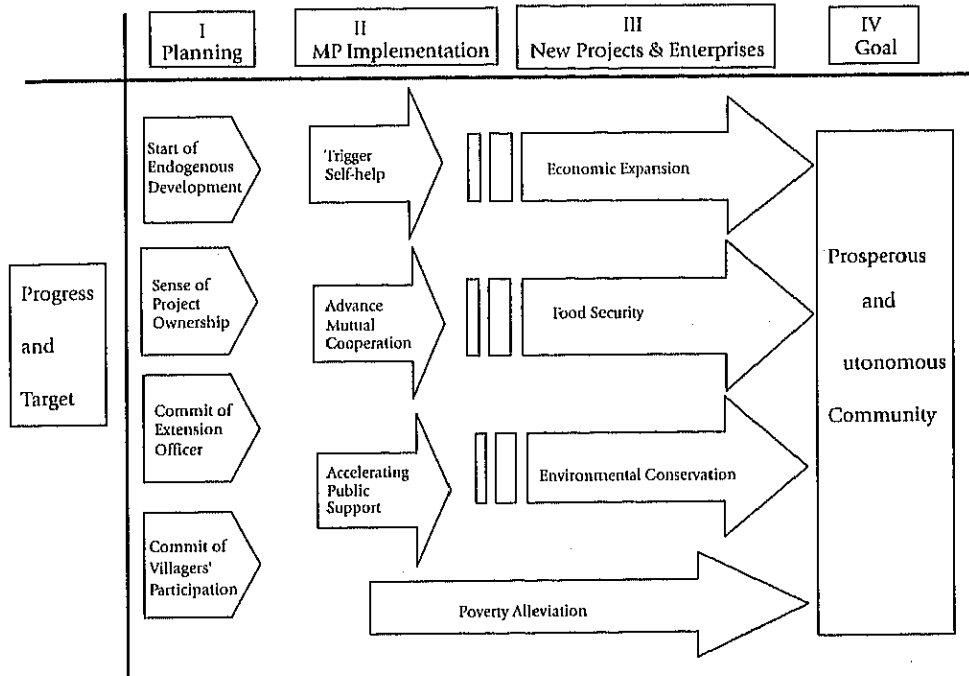 I
Planning
II
MP Implementation
III
New Projects & Enterprises
IV
Goal
Progress
and
Target
Start of
Endogenous
Development
Sense of
Project
Ownership
Commit of
Extension
Officer
Commit of
Villagers'
Participation
Trigger
Self-help
Advance
Mutual
Cooperation
Accelerating
Public
Support
Economic Expansion
Food Security
Environmental Conservation
Poverty Alleviation
Prosperous
and
utonomous
Community